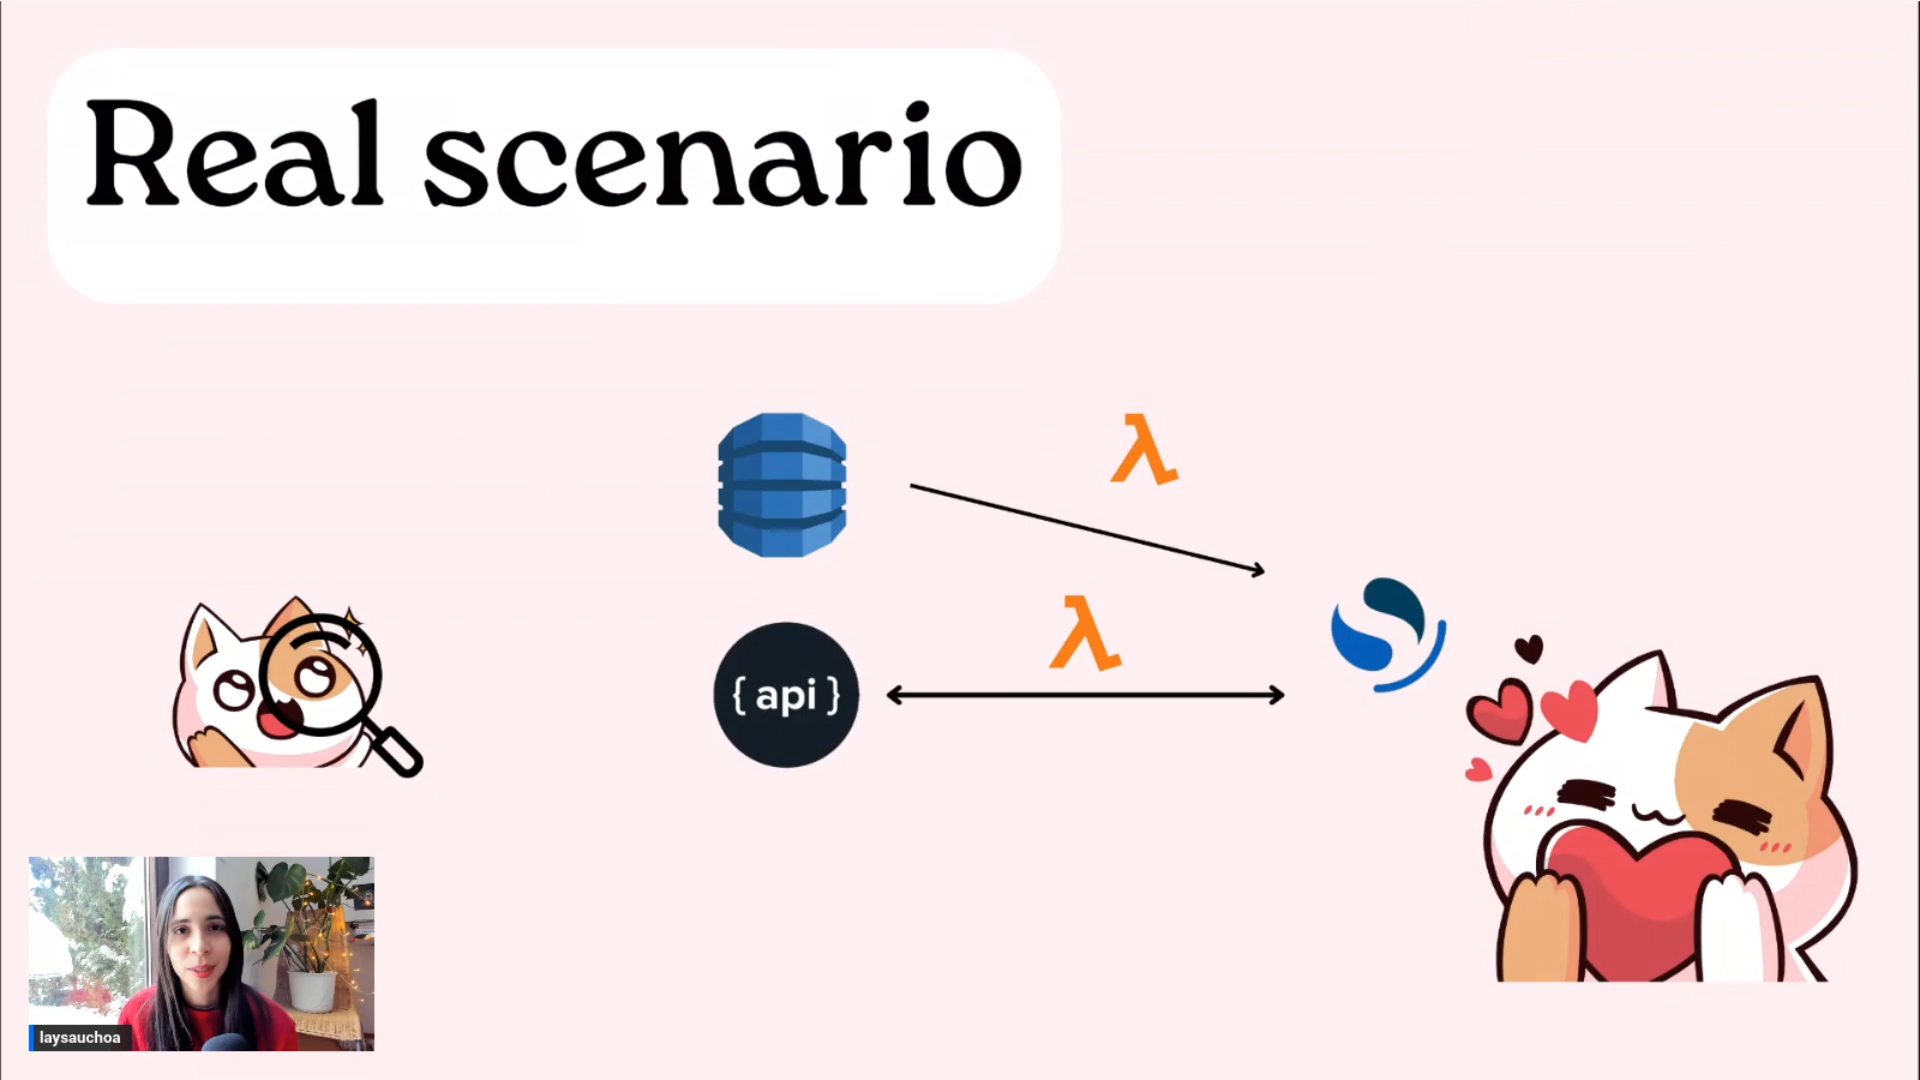 Real scenario
λ
λ
{ api }
laysauchoa